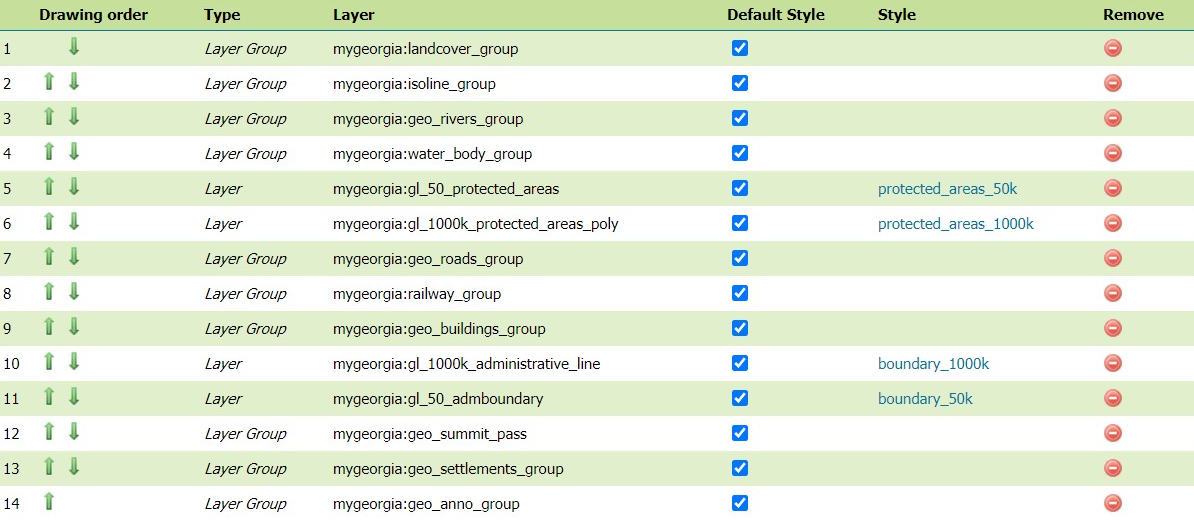 Drawing order Type Layer Default Style Style Remove
1 Layer Group mygeorgia:landcover_group
2 Layer Group mygeorgia:isoline_group
3 Layer Group mygeorgia:geo_rivers_group
4 Layer Group mygeorgia:water_body_group
5 Layer mygeorgia:gl_50_protected_areas protected_areas_50k
6 Layer mygeorgia:gl_1000k_protected_areas_poly protected_areas_1000k
7 Layer Group mygeorgia:geo_roads_group
8 Layer Group mygeorgia:railway_group
9 Layer Group mygeorgia:geo_buildings_group
10 Layer mygeorgia:gl_1000k_administrative_line boundary_1000k
11 Layer mygeorgia:gl_50_admboundary boundary_50k
12 Layer Group mygeorgia:geo_summit_pass
13 Layer Group mygeorgia:geo_settlements_group
14 Layer Group mygeorgia:geo_anno_group